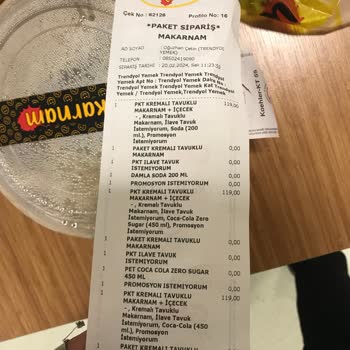 Çek No : 62126 Profilo No: 16
*PAKET SİPARİŞ*
MAKARNAM
AD SOYAD : Oğulhan Çetin (TRENDYOL
YEMEK)
TELEFON : 08502419090
SİPARİŞ TARİHİ : 20.02.2024, Salı 11:23:
Trendyol Yemek Trendyol Yemek
Yemek Apt No : Trendyol Yemek Daire
No: Trendyol Yemek Kat Trendyol
Yemek / Trendyol Yemek,Trendyol Yemek
1 PKT KREMALI TAVUKLU 119,00
MAKARNAM + İÇECEK
- , Kremalı Tavuklu
Makarnam, İlave Tavuk
İstemiyorum, Soda (200
ml.), Promosyon
İstemiyorum
1 PAKET KREMALI TAVUKLU 0,00
MAKARNAM
1 PKT İLAVE TAVUK 0,00
İSTEMİYORUM
1 DAMLA SODA 200 ML 0,00
1 PROMOSYON İSTEMİYORUM 0,00
1 PKT KREMALI TAVUKLU 119,00
MAKARNAM + İÇECEK
- , Kremalı Tavuklu
Makarnam, İlave Tavuk
İstemiyorum, Coca-Cola Zero
Sugar (450 ml), Promosyon
İstemiyorum
1 PAKET KREMALI TAVUKLU 0,00
MAKARNAM
1 PKT İLAVE TAVUK 0,00
İSTEMİYORUM
1 PET COCA COLA ZERO SUGAR 0,00
450 ML
1 PROMOSYON İSTEMİYORUM 0,00
1 PKT KREMALI TAVUKLU 119,00
MAKARNAM + İÇECEK
- , Kremalı Tavuklu
Makarnam, İlave Tavuk
İstemiyorum, Coca-Cola (450
ml), Promosyon
İstemiyorum
1 PAKET KREMALI TAVUKLU 0,00
MAKARNAM
karnam